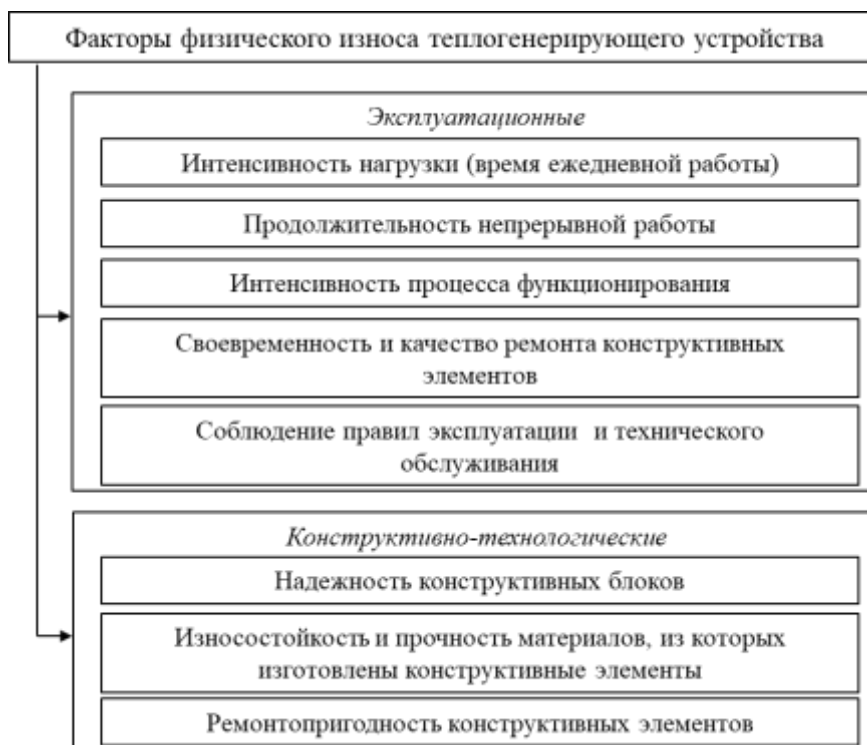 Факторы физического износа теплогенерирующего устройства
Эксплуатационные
Интенсивность нагрузки (время ежедневной работы)
Продолжительность непрерывной работы
Интенсивность процесса функционирования
Своевременность и качество ремонта конструктивных
элементов
Соблюдение правил эксплуатации и технического
обслуживания
Конструктивно-технологические
Надежность конструктивных блоков
Износостойкость и прочность материалов, из которых
изготовлены конструктивные элементы
Ремонтопригодность конструктивных элементов